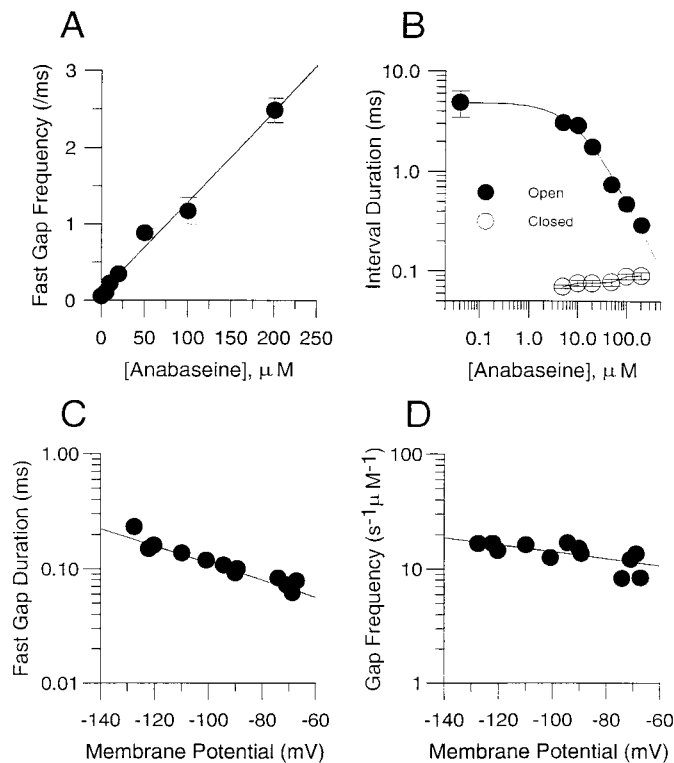 A
Fast Gap Frequency (/ms)
3
2
1
0
0 50 100 150 200 250
[Anabaseine], μ M
B
Interval Duration (ms)
10.0
1.0
0.1
Open
Closed
0.1 1.0 10.0 100.0
[Anabaseine], μ M
C
Fast Gap Duration (ms)
1.00
0.10
0.01
-140 -120 -100 -80 -60
Membrane Potential (mV)
D
Gap Frequency (s⁻¹μ M⁻¹)
100
10
1
-140 -120 -100 -80 -60
Membrane Potential (mV)